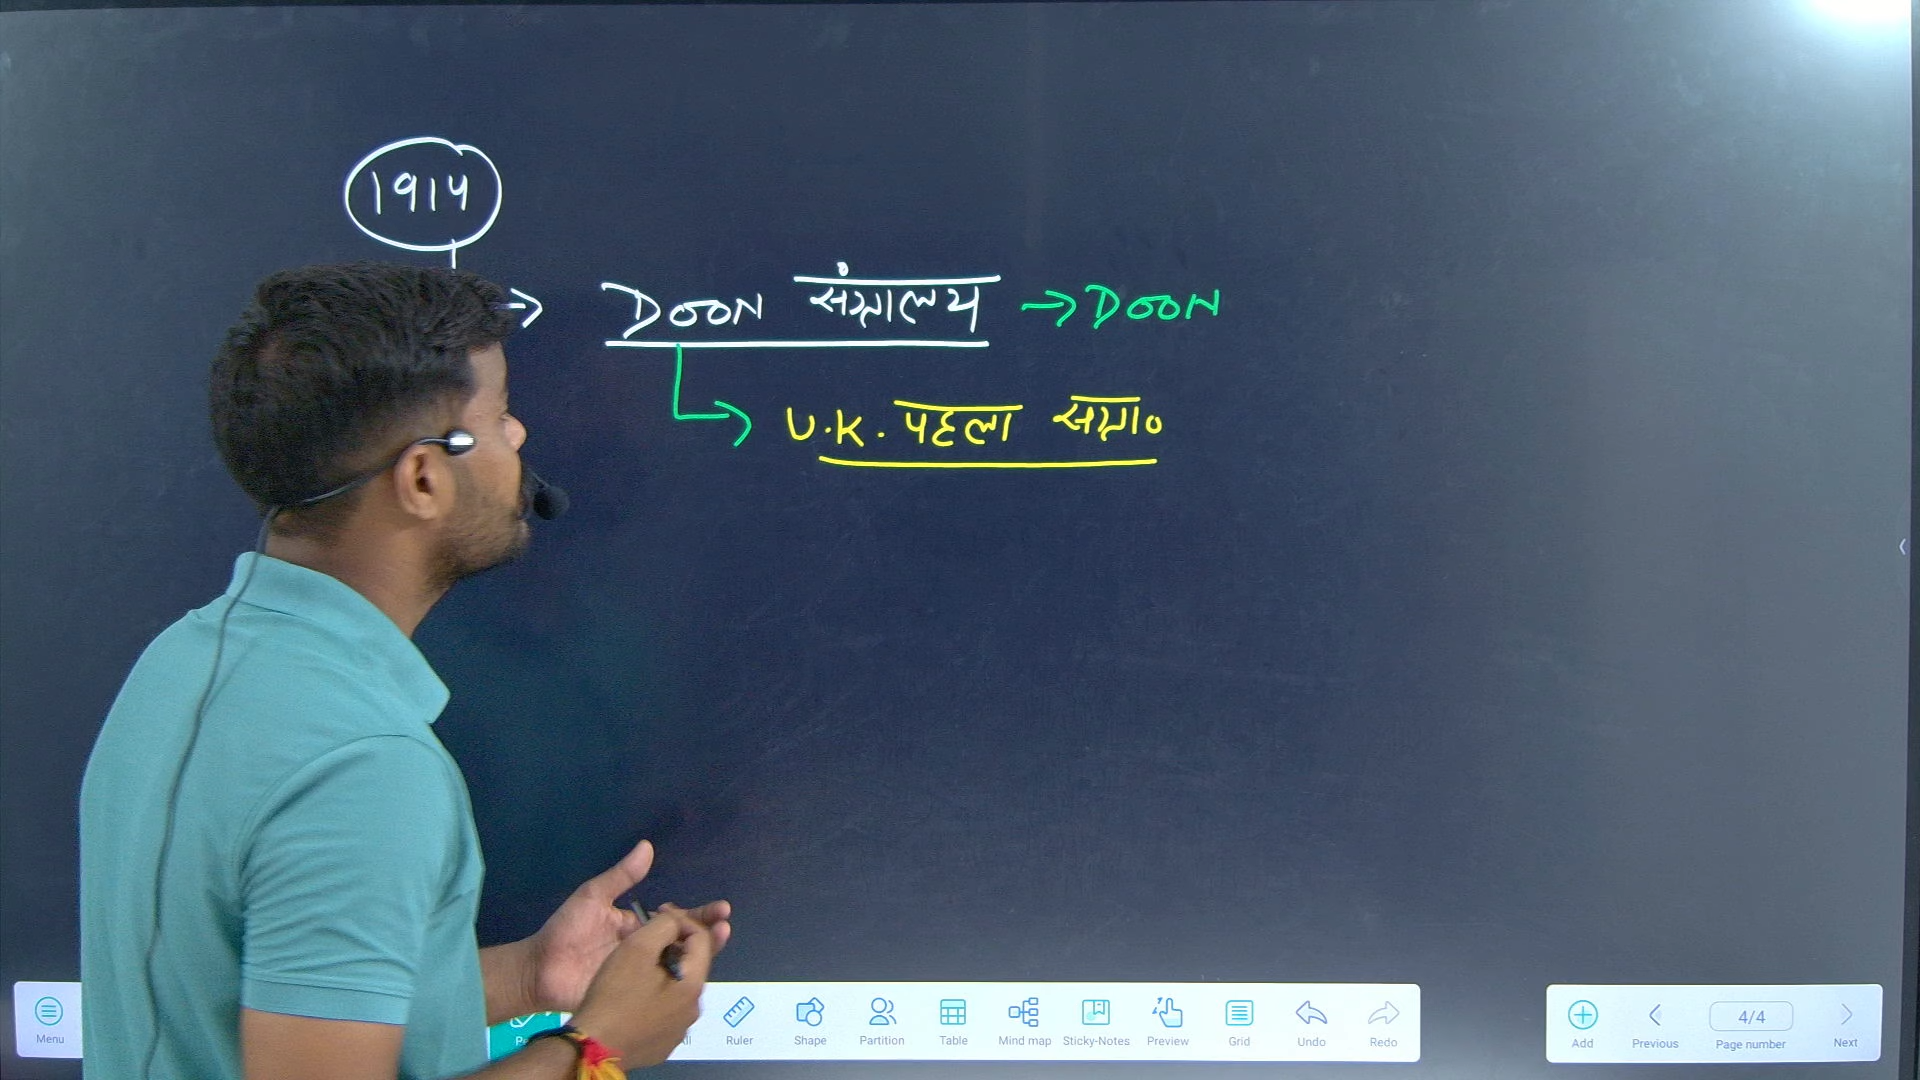 1914
→ DOON संग्रालय → DOON
U.K. पहला सग्रा०
Menu Ruler Shape Partition Table Mind map Sticky-Notes Preview Grid Undo Redo
Add Previous 4/4 Page number Next